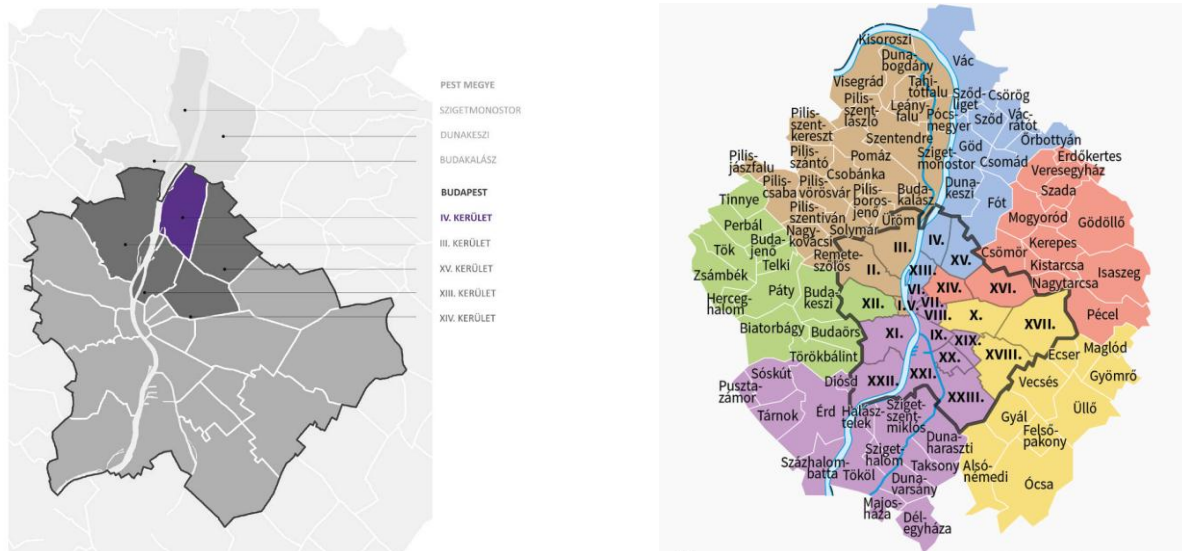 PEST MEGYE
SZIGETMONOSTOR
DUNAKESZI
BUDAKALÁSZ
BUDAPEST
IV. KERÜLET
III. KERÜLET
XV. KERÜLET
XIII. KERÜLET
XIV. KERÜLET
Kisoroszi
Duna-
bogdány
Vác
Visegrád
Tahi-
tótfalu
Pilis-
szent-
lászló
Leány-
falu
Sződ-
liget
Csörög
Pilis-
szent-
kereszt
Pócs-
megyer
Sződ
Vác-
rátót
Szentendre
Őrbottyán
Pilis-
szántó
Pomáz
Sziget-
monostor
Göd
Csomád
Erdőkertes
Pilis-
jászfalu
Csobánka
Veresegyház
Pilis-
csaba
Pilis-
vörösvár
Pilis-
boros-
jenő
Buda-
kalász
Duna-
keszi
Szada
Tinnye
Pilis-
szentiván
Üröm
Fót
Mogyoród
Gödöllő
Perbál
Nagy-
kovácsi
Solymár
III.
IV.
Csömör
Kerepes
Tök
Buda-
jenő
Remete-
szőlős
XV.
Kistarcsa
Telki
II.
XIII.
Isaszeg
Zsámbék
VI.
XIV.
XVI.
Nagytarcsa
Herceg-
halom
Páty
Buda-
keszi
XII.
I.
V.
VII.
VIII.
X.
XVII.
Pécel
Biatorbágy
Budaörs
XI.
IX.
XIX.
Maglód
Törökbálint
XX.
XVIII.
Ecser
Sóskút
Diósd
XXII.
XXI.
Vecsés
Gyömrő
Puszta-
zámor
XXIII.
Tárnok
Érd
Halász-
telek
Sziget-
szent-
miklós
Gyál
Üllő
Duna-
haraszti
Felső-
pakony
Százhalom-
batta
Sziget-
halom
Tököl
Taksony
Alsó-
némedi
Duna-
varsány
Ócsa
Majos-
háza
Dél-
egyháza